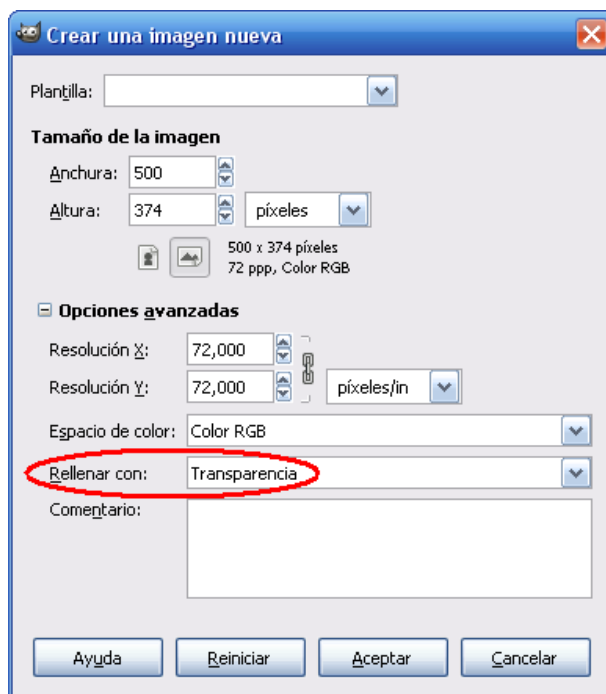 Crear una imagen nueva
Plantilla:
Tamaño de la imagen
Anchura: 500
Altura: 374 píxeles
500 x 374 píxeles
72 ppp, Color RGB
Opciones avanzadas
Resolución X: 72,000
Resolución Y: 72,000 píxeles/in
Espacio de color: Color RGB
Rellenar con: Transparencia
Comentario:
Ayuda Reiniciar Aceptar Cancelar